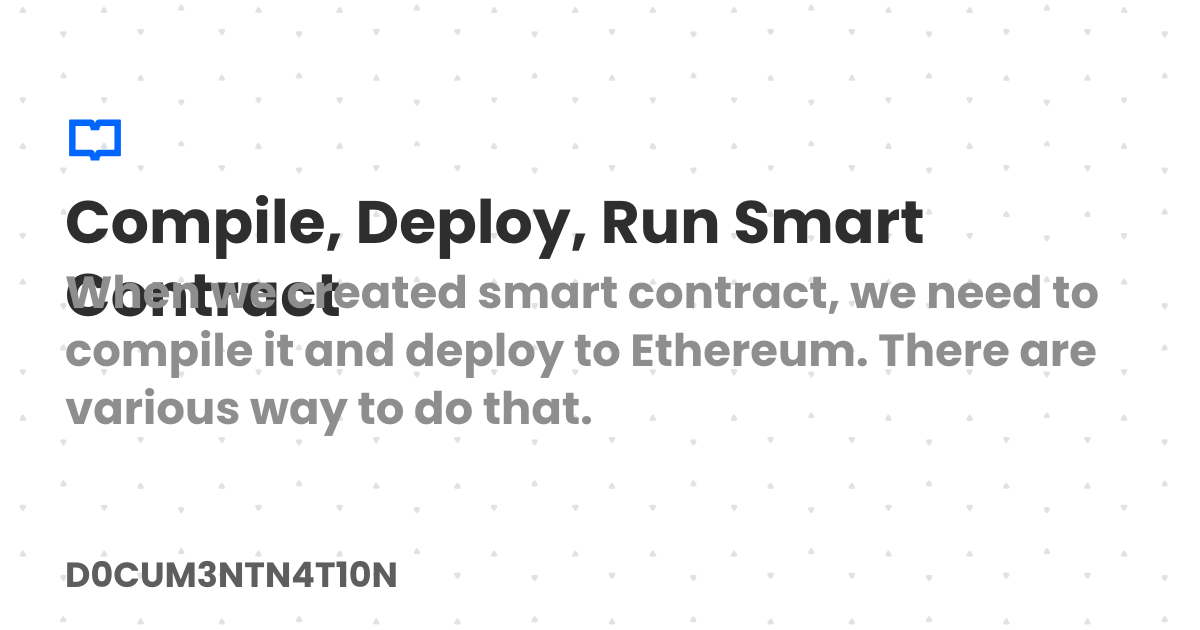 Compile, Deploy, Run Smart
Contract
When we created smart contract, we need to
compile it and deploy to Ethereum. There are
various way to do that.
D0CUM3NTN4T10N